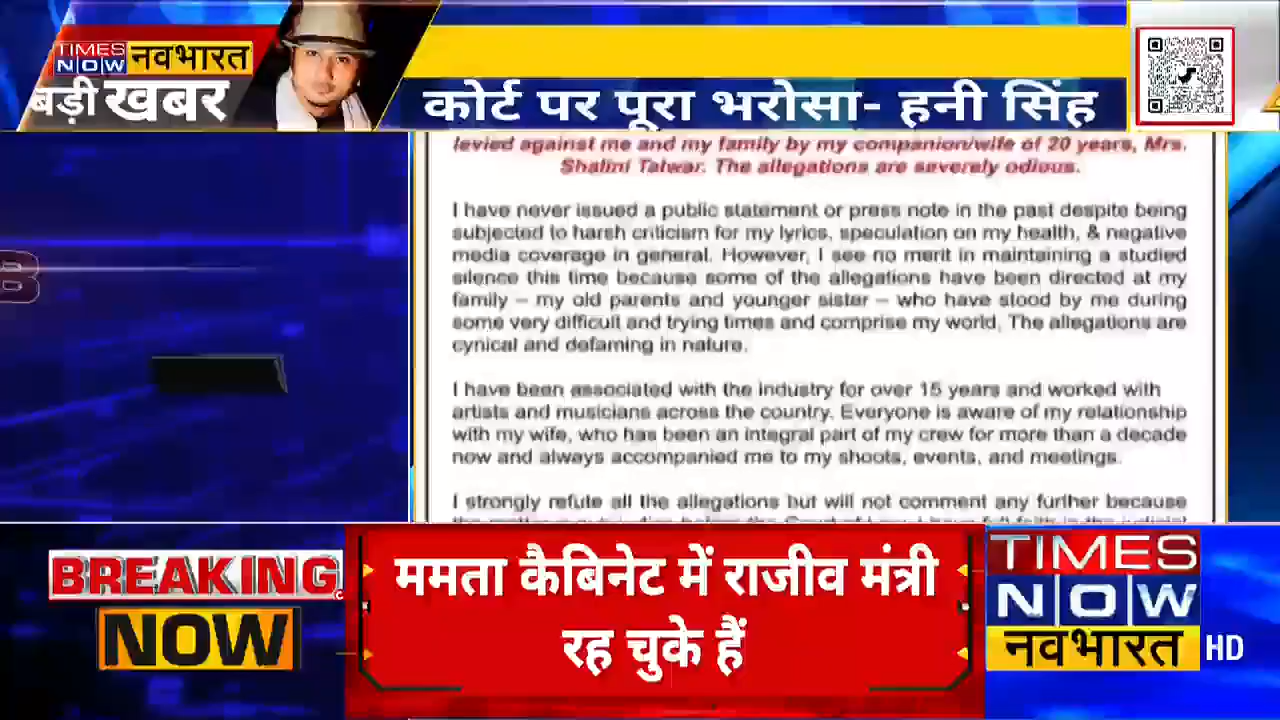 TIMES NOW नवभारत
बड़ी खबर
कोर्ट पर पूरा भरोसा- हनी सिंह
levied against me and my family by my companion/wife of 20 years, Mrs.
Shalini Talwar. The allegations are severely odious.
I have never issued a public statement or press note in the past despite being
subjected to harsh criticism for my lyrics, speculation on my health, & negative
media coverage in general. However, I see no merit in maintaining a studied
silence this time because some of the allegations have been directed at my
family – my old parents and younger sister – who have stood by me during
some very difficult and trying times and comprise my world. The allegations are
cynical and defaming in nature.
I have been associated with the industry for over 15 years and worked with
artists and musicians across the country. Everyone is aware of my relationship
with my wife, who has been an integral part of my crew for more than a decade
now and always accompanied me to my shoots, events, and meetings.
I strongly refute all the allegations but will not comment any further because
B
BREAKING
NOW
ममता कैबिनेट में राजीव मंत्री
रह चुके हैं
TIMES
NOW
नवभारत HD